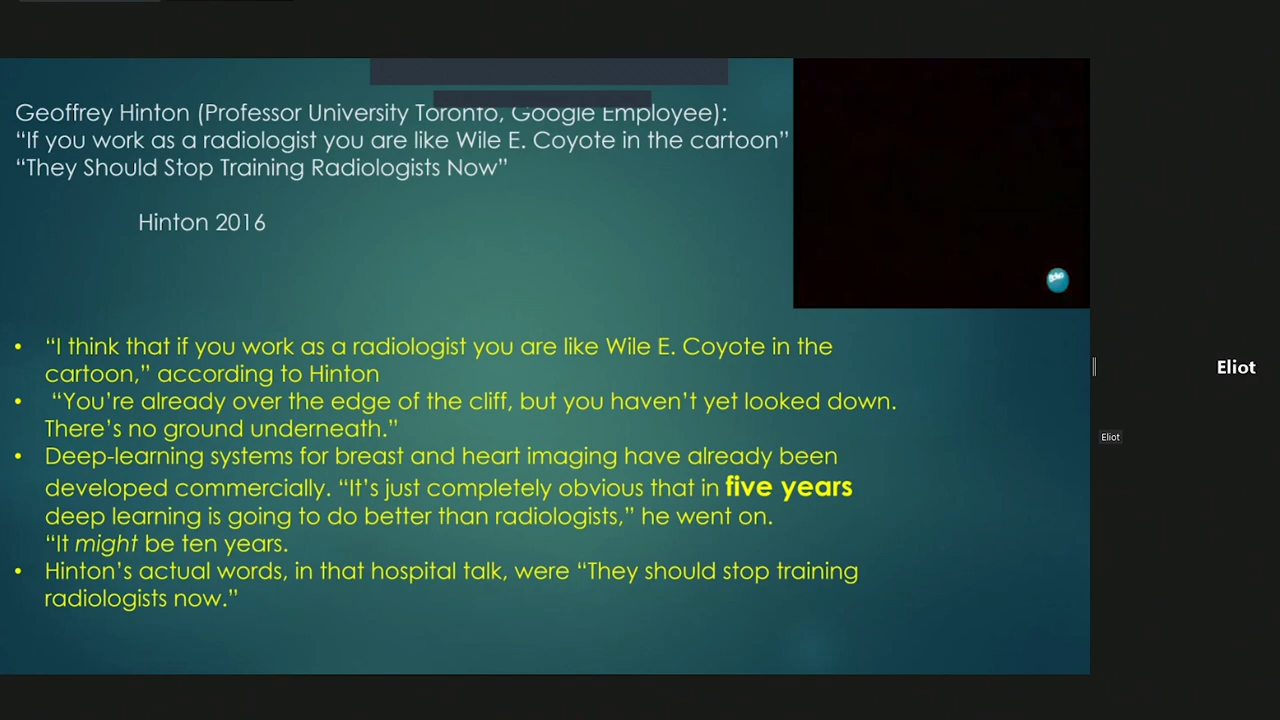 Geoffrey Hinton (Professor University Toronto, Google Employee):
“If you work as a radiologist you are like Wile E. Coyote in the cartoon”
“They Should Stop Training Radiologists Now”
Hinton 2016
• “I think that if you work as a radiologist you are like Wile E. Coyote in the
cartoon,” according to Hinton
• “You’re already over the edge of the cliff, but you haven’t yet looked down.
There’s no ground underneath.”
• Deep-learning systems for breast and heart imaging have already been
developed commercially. “It’s just completely obvious that in five years
deep learning is going to do better than radiologists,” he went on.
“It might be ten years.
• Hinton’s actual words, in that hospital talk, were “They should stop training
radiologists now.”
Eliot
Eliot